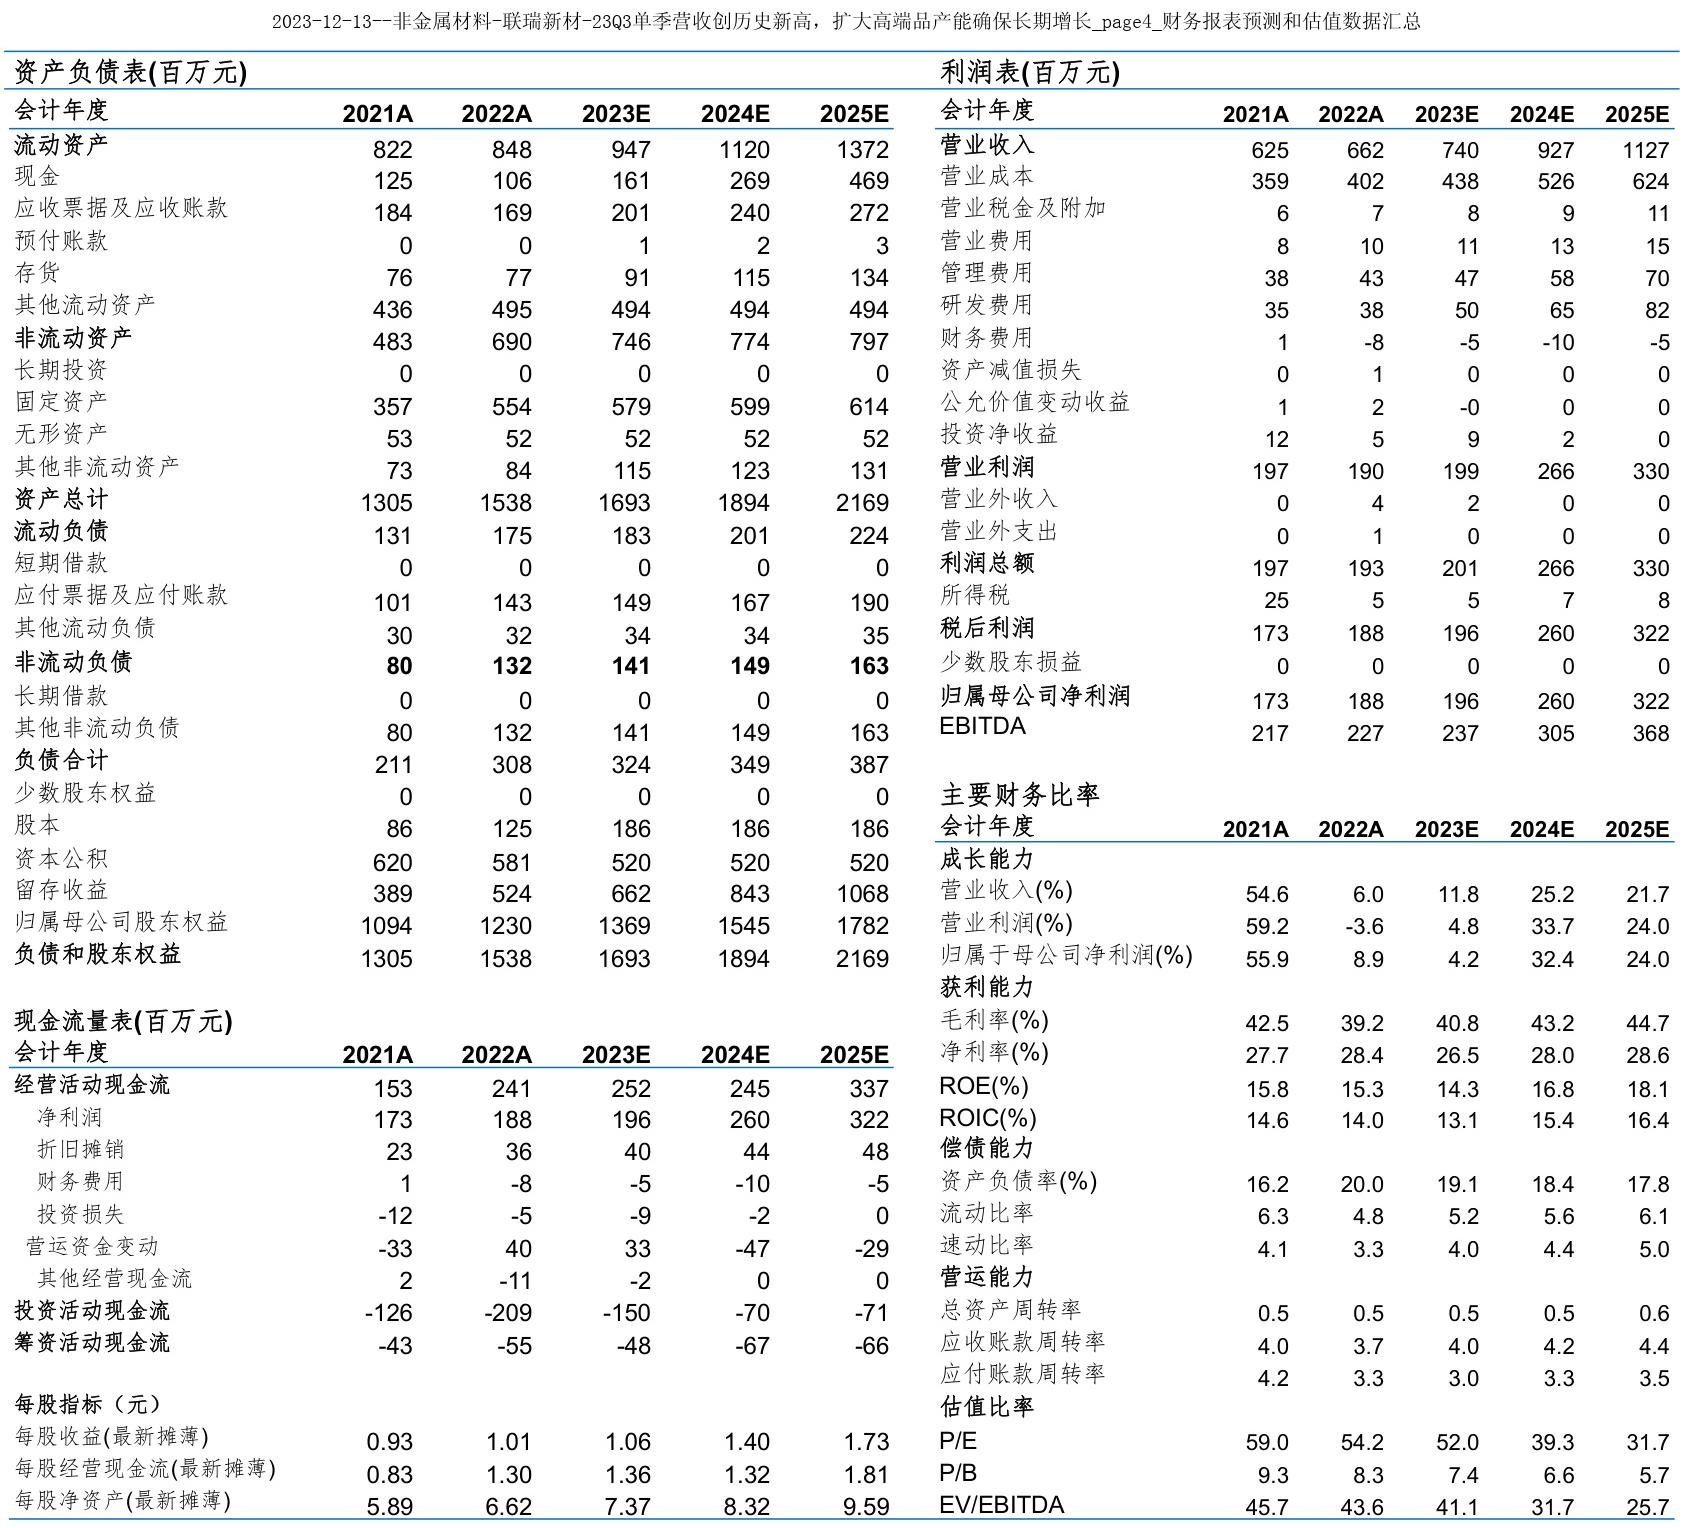 2023-12-13--非金属材料-联瑞新材-23Q3单季营收创历史新高，扩大高端品产能确保长期增长_page4_财务报表预测和估值数据汇总
资产负债表(百万元)
会计年度 2021A 2022A 2023E 2024E 2025E
流动资产 822 848 947 1120 1372
现金 125 106 161 269 469
应收票据及应收账款 184 169 201 240 272
预付账款 0 0 1 2 3
存货 76 77 91 115 134
其他流动资产 436 495 494 494 494
非流动资产 483 690 746 774 797
长期投资 0 0 0 0 0
固定资产 357 554 579 599 614
无形资产 53 52 52 52 52
其他非流动资产 73 84 115 123 131
资产总计 1305 1538 1693 1894 2169
流动负债 131 175 183 201 224
短期借款 0 0 0 0 0
应付票据及应付账款 101 143 149 167 190
其他流动负债 30 32 34 34 35
非流动负债 80 132 141 149 163
长期借款 0 0 0 0 0
其他非流动负债 80 132 141 149 163
负债合计 211 308 324 349 387
少数股东权益 0 0 0 0 0
股本 86 125 186 186 186
资本公积 620 581 520 520 520
留存收益 389 524 662 843 1068
归属母公司股东权益 1094 1230 1369 1545 1782
负债和股东权益 1305 1538 1693 1894 2169
现金流量表(百万元)
会计年度 2021A 2022A 2023E 2024E 2025E
经营活动现金流 153 241 252 245 337
净利润 173 188 196 260 322
折旧摊销 23 36 40 44 48
财务费用 1 -8 -5 -10 -5
投资损失 -12 -5 -9 -2 0
营运资金变动 -33 40 33 -47 -29
其他经营现金流 2 -11 -2 0 0
投资活动现金流 -126 -209 -150 -70 -71
筹资活动现金流 -43 -55 -48 -67 -66
每股指标（元）
每股收益(最新摊薄) 0.93 1.01 1.06 1.40 1.73
每股经营现金流(最新摊薄) 0.83 1.30 1.36 1.32 1.81
每股净资产(最新摊薄) 5.89 6.62 7.37 8.32 9.59
利润表(百万元)
会计年度 2021A 2022A 2023E 2024E 2025E
营业收入 625 662 740 927 1127
营业成本 359 402 438 526 624
营业税金及附加 6 7 8 9 11
营业费用 8 10 11 13 15
管理费用 38 43 47 58 70
研发费用 35 38 50 65 82
财务费用 1 -8 -5 -10 -5
资产减值损失 0 1 0 0 0
公允价值变动收益 1 2 -0 0 0
投资净收益 12 5 9 2 0
营业利润 197 190 199 266 330
营业外收入 0 4 2 0 0
营业外支出 0 1 0 0 0
利润总额 197 193 201 266 330
所得税 25 5 5 7 8
税后利润 173 188 196 260 322
少数股东损益 0 0 0 0 0
归属母公司净利润 173 188 196 260 322
EBITDA 217 227 237 305 368
主要财务比率
会计年度 2021A 2022A 2023E 2024E 2025E
成长能力
营业收入(%) 54.6 6.0 11.8 25.2 21.7
营业利润(%) 59.2 -3.6 4.8 33.7 24.0
归属于母公司净利润(%) 55.9 8.9 4.2 32.4 24.0
获利能力
毛利率(%) 42.5 39.2 40.8 43.2 44.7
净利率(%) 27.7 28.4 26.5 28.0 28.6
ROE(%) 15.8 15.3 14.3 16.8 18.1
ROIC(%) 14.6 14.0 13.1 15.4 16.4
偿债能力
资产负债率(%) 16.2 20.0 19.1 18.4 17.8
流动比率 6.3 4.8 5.2 5.6 6.1
速动比率 4.1 3.3 4.0 4.4 5.0
营运能力
总资产周转率 0.5 0.5 0.5 0.5 0.6
应收账款周转率 4.0 3.7 4.0 4.2 4.4
应付账款周转率 4.2 3.3 3.0 3.3 3.5
估值比率
P/E 59.0 54.2 52.0 39.3 31.7
P/B 9.3 8.3 7.4 6.6 5.7
EV/EBITDA 45.7 43.6 41.1 31.7 25.7